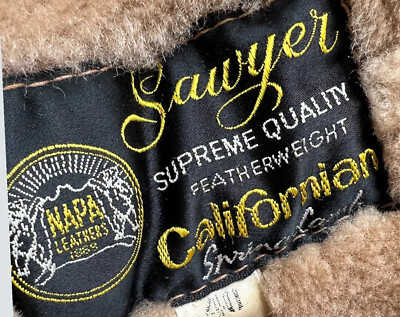 Sawyer
SUPREME QUALITY
FEATHERWEIGHT
Californian
NAPA
LEATHERS